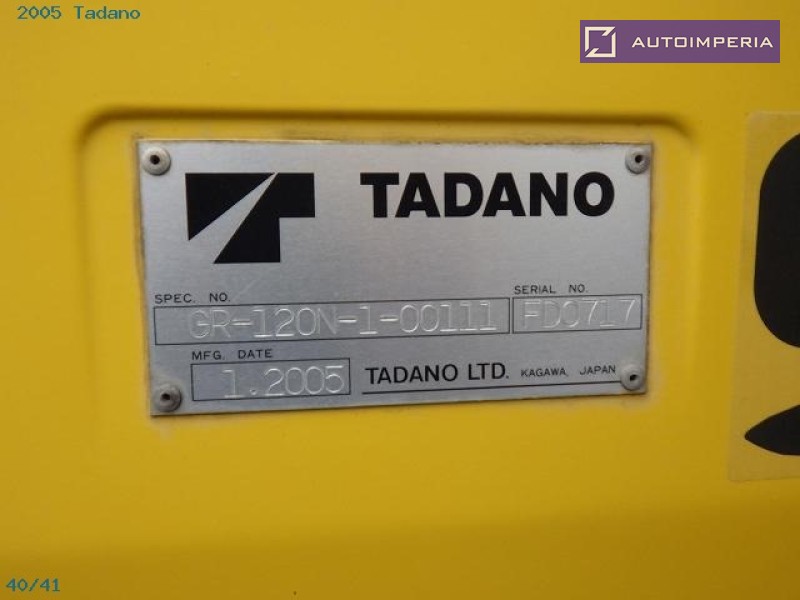 2005 Tadano
AUTOIMPERIA
TADANO
SPEC. NO.
SERIAL NO.
GR-120N-1-00111
FD0717
MFG. DATE
1.2005
TADANO LTD. KAGAWA, JAPAN
40/41